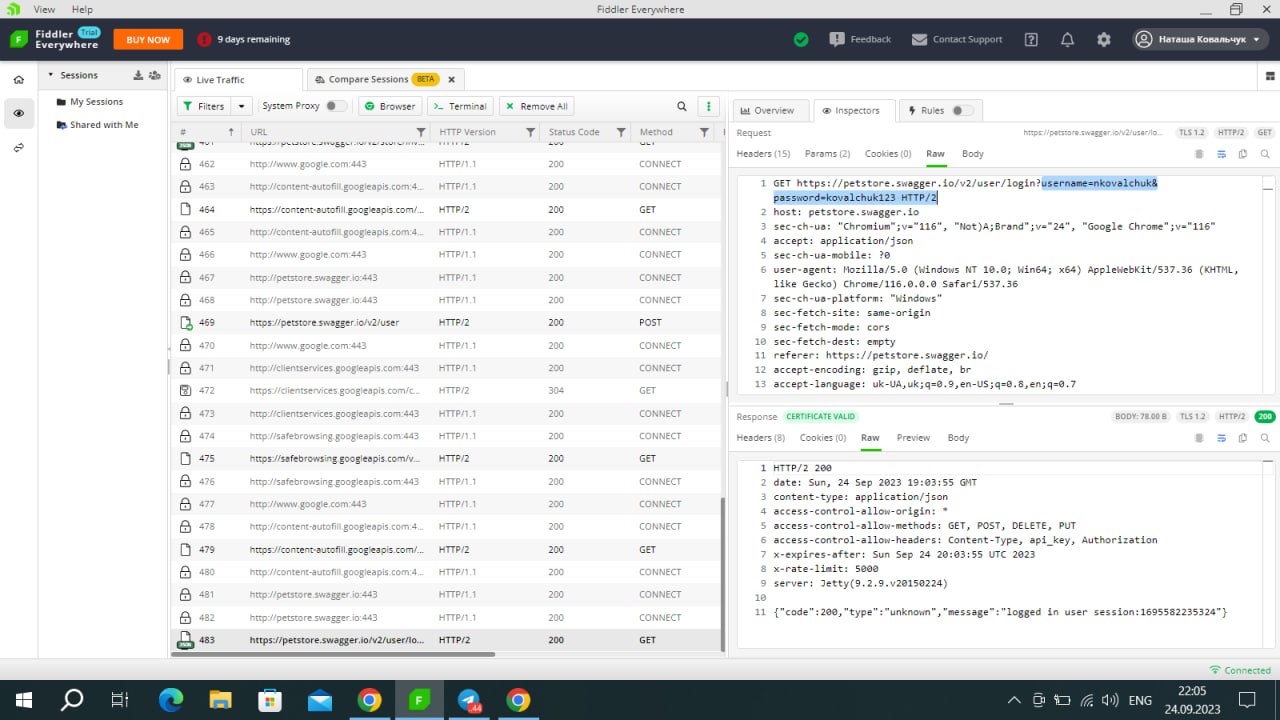 View Help Fiddler Everywhere
Fiddler Trial
Everywhere
BUY NOW
9 days remaining
Feedback
Contact Support
Наташа Ковальчук
Sessions
My Sessions
Shared with Me
Live Traffic
Compare Sessions BETA
Filters System Proxy Browser Terminal Remove All
# URL HTTP Version Status Code Method
462 http://www.google.com:443 HTTP/1.1 200 CONNECT
463 http://content-autofill.googleapis.com:4... HTTP/1.1 200 CONNECT
464 https://content-autofill.googleapis.com/... HTTP/2 200 GET
465 http://content-autofill.googleapis.com:4... HTTP/1.1 200 CONNECT
466 http://www.google.com:443 HTTP/1.1 200 CONNECT
467 http://petstore.swagger.io:443 HTTP/1.1 200 CONNECT
468 http://petstore.swagger.io:443 HTTP/1.1 200 CONNECT
469 https://petstore.swagger.io/v2/user HTTP/2 200 POST
470 http://www.google.com:443 HTTP/1.1 200 CONNECT
471 http://clientservices.googleapis.com:443 HTTP/1.1 200 CONNECT
472 https://clientservices.googleapis.com/c... HTTP/2 304 GET
473 http://clientservices.googleapis.com:443 HTTP/1.1 200 CONNECT
474 http://safebrowsing.googleapis.com:443 HTTP/1.1 200 CONNECT
475 https://safebrowsing.googleapis.com/v... HTTP/2 200 GET
476 http://safebrowsing.googleapis.com:443 HTTP/1.1 200 CONNECT
477 http://www.google.com:443 HTTP/1.1 200 CONNECT
478 http://content-autofill.googleapis.com:4... HTTP/1.1 200 CONNECT
479 https://content-autofill.googleapis.com/... HTTP/2 200 GET
480 http://content-autofill.googleapis.com:4... HTTP/1.1 200 CONNECT
481 http://petstore.swagger.io:443 HTTP/1.1 200 CONNECT
482 http://petstore.swagger.io:443 HTTP/1.1 200 CONNECT
JSON 483 https://petstore.swagger.io/v2/user/lo... HTTP/2 200 GET
Overview Inspectors Rules
Request https://petstore.swagger.io/v2/user/lo... TLS 1.2 HTTP/2 GET
Headers (15) Params (2) Cookies (0) Raw Body
1 GET https://petstore.swagger.io/v2/user/login?username=nkovalchuk&
password=kovalchuk123 HTTP/2
2 host: petstore.swagger.io
3 sec-ch-ua: "Chromium";v="116", "Not)A;Brand";v="24", "Google Chrome";v="116"
4 accept: application/json
5 sec-ch-ua-mobile: ?0
6 user-agent: Mozilla/5.0 (Windows NT 10.0; Win64; x64) AppleWebKit/537.36 (KHTML,
like Gecko) Chrome/116.0.0.0 Safari/537.36
7 sec-ch-ua-platform: "Windows"
8 sec-fetch-site: same-origin
9 sec-fetch-mode: cors
10 sec-fetch-dest: empty
11 referer: https://petstore.swagger.io/
12 accept-encoding: gzip, deflate, br
13 accept-language: uk-UA,uk;q=0.9,en-US;q=0.8,en;q=0.7
Response CERTIFICATE VALID BODY: 78.00 B TLS 1.2 HTTP/2 200
Headers (8) Cookies (0) Raw Preview Body
1 HTTP/2 200
2 date: Sun, 24 Sep 2023 19:03:55 GMT
3 content-type: application/json
4 access-control-allow-origin: *
5 access-control-allow-methods: GET, POST, DELETE, PUT
6 access-control-allow-headers: Content-Type, api_key, Authorization
7 x-expires-after: Sun Sep 24 20:03:55 UTC 2023
8 x-rate-limit: 5000
9 server: Jetty(9.2.9.v20150224)
10
11 {"code":200,"type":"unknown","message":"logged in user session:1695582235324"}
Connected
44
ENG
22:05
24.09.2023